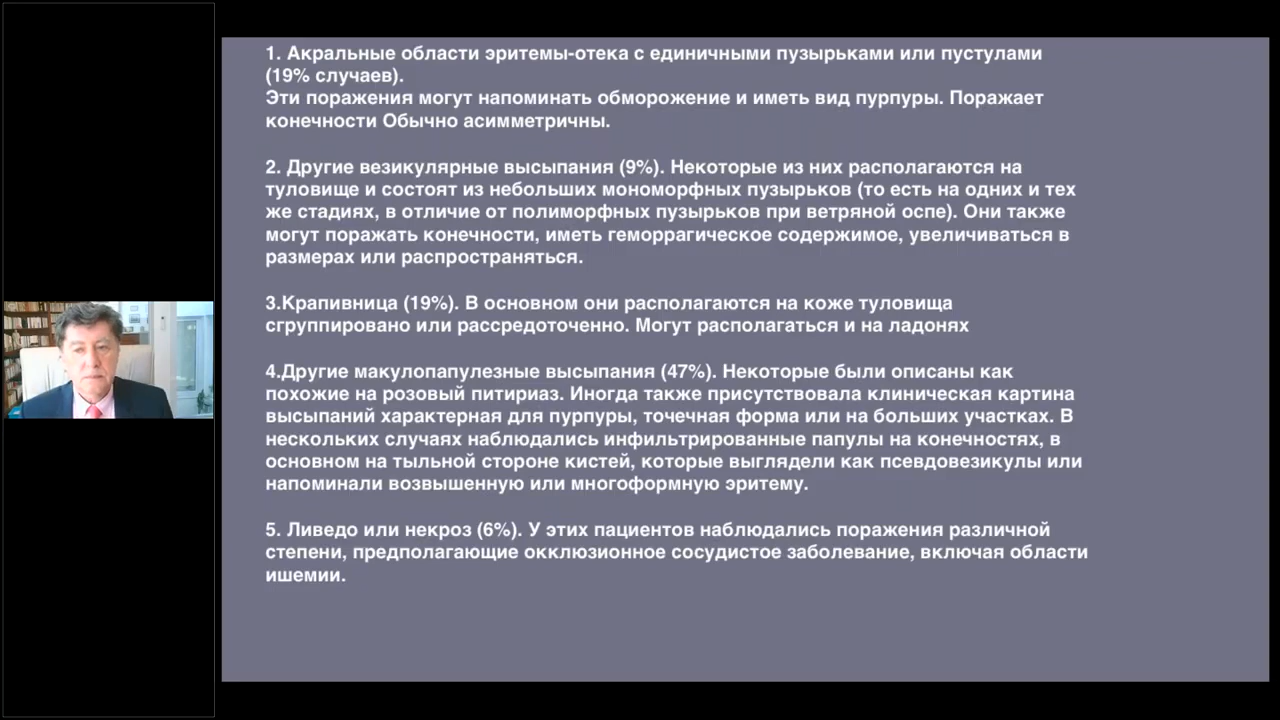 1. Акральные области эритемы-отека с единичными пузырьками или пустулами
(19% случаев).
Эти поражения могут напоминать обморожение и иметь вид пурпуры. Поражает
конечности Обычно асимметричны.
2. Другие везикулярные высыпания (9%). Некоторые из них располагаются на
туловище и состоят из небольших мономорфных пузырьков (то есть на одних и тех
же стадиях, в отличие от полиморфных пузырьков при ветряной оспе). Они также
могут поражать конечности, иметь геморрагическое содержимое, увеличиваться в
размерах или распространяться.
3.Крапивница (19%). В основном они располагаются на коже туловища
сгруппировано или рассредоточенно. Могут располагаться и на ладонях
4.Другие макулопапулезные высыпания (47%). Некоторые были описаны как
похожие на розовый питириаз. Иногда также присутствовала клиническая картина
высыпаний характерная для пурпуры, точечная форма или на больших участках. В
нескольких случаях наблюдались инфильтрированные папулы на конечностях, в
основном на тыльной стороне кистей, которые выглядели как псевдовезикулы или
напоминали возвышенную или многоформную эритему.
5. Ливедо или некроз (6%). У этих пациентов наблюдались поражения различной
степени, предполагающие окклюзионное сосудистое заболевание, включая области
ишемии.